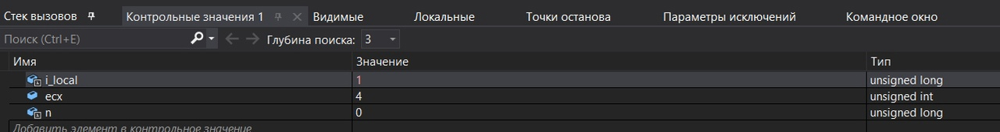 Стек вызовов Контрольные значения 1 Видимые Локальные Точки останова Параметры исключений Командное окно
Поиск (Ctrl+E) Глубина поиска: 3
Имя Значение Тип
i_local 1 unsigned long
ecx 4 unsigned int
n 0 unsigned long
Добавить элемент в контрольное значение